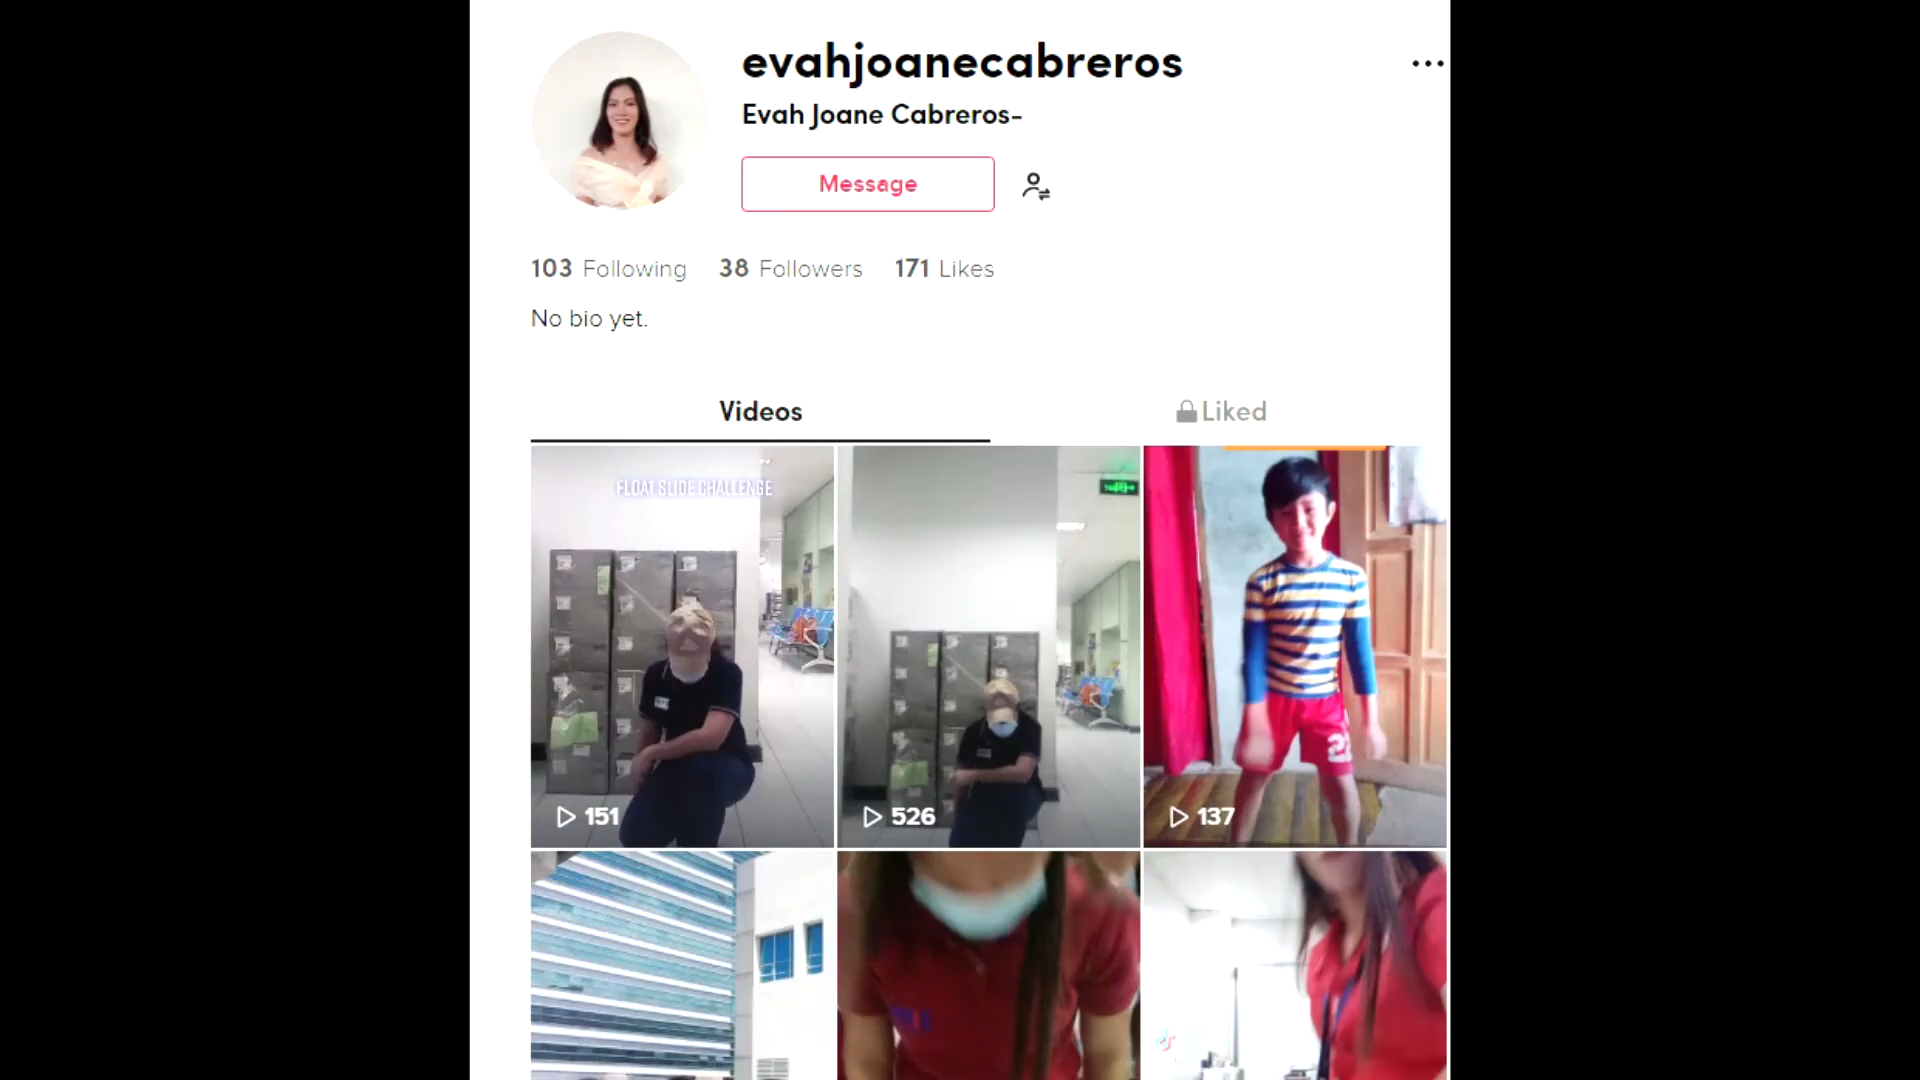 evahjoanecabreros
Evah Joane Cabreros-
Message
103 Following 38 Followers 171 Likes
No bio yet.
Videos Liked
FLOAT SLIDE CHALLENGE
151 526 137